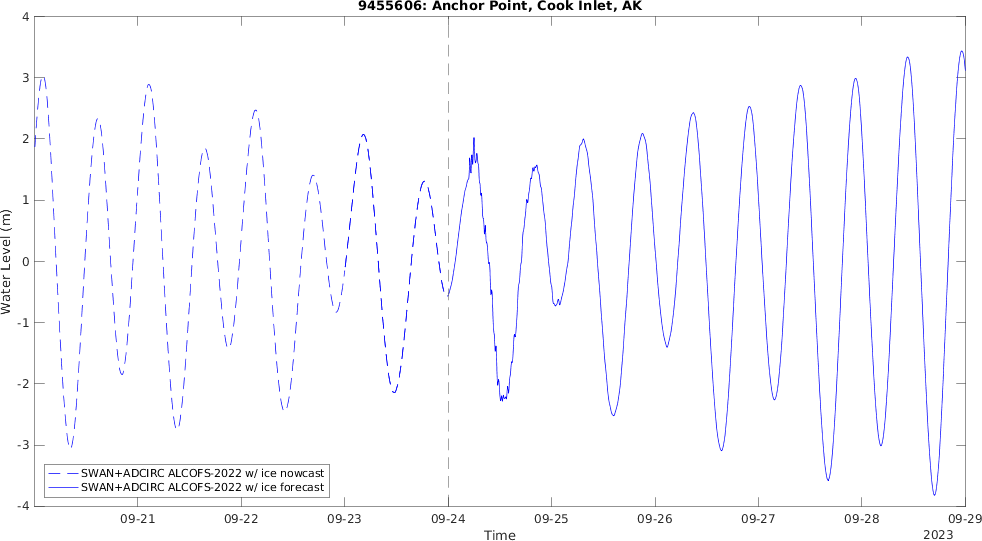 9455606: Anchor Point, Cook Inlet, AK
4
3
2
1
0
-1
-2
-3
-4
Water Level (m)
SWAN+ADCIRC ALCOFS-2022 w/ ice nowcast
SWAN+ADCIRC ALCOFS-2022 w/ ice forecast
09-21 09-22 09-23 09-24 09-25 09-26 09-27 09-28 09-29
Time
2023